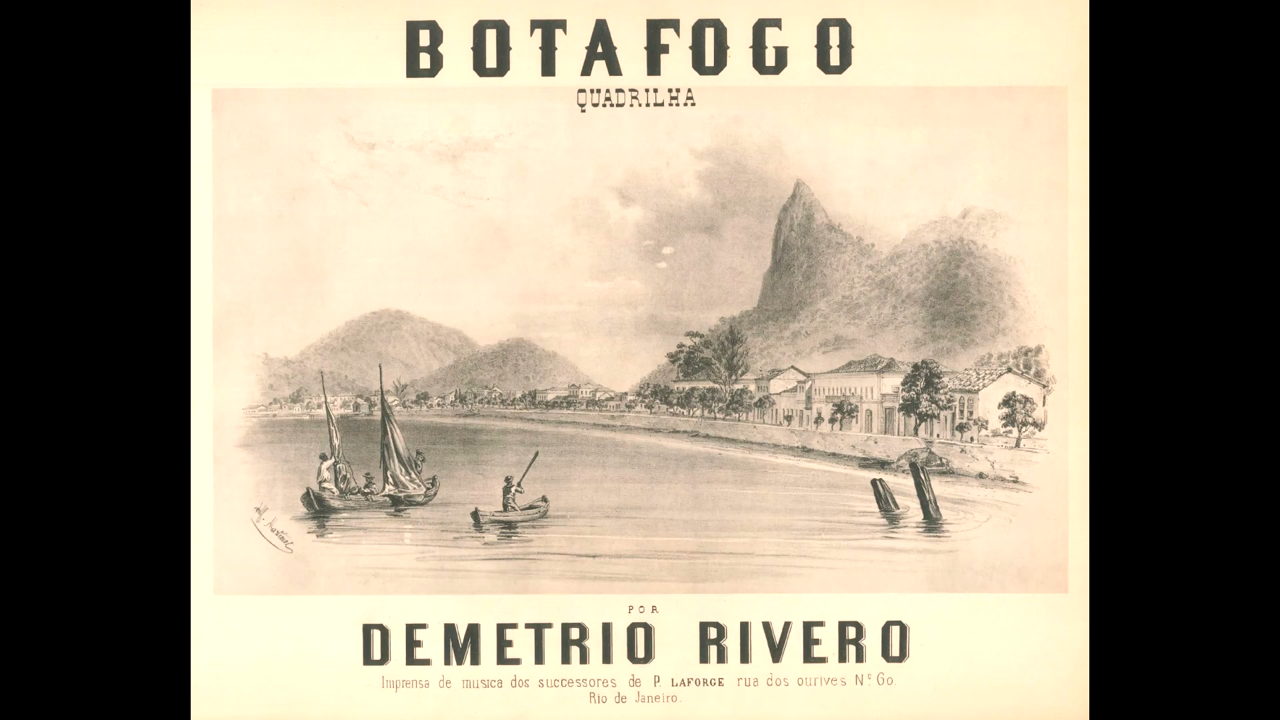 BOTAFOGO
QUADRILHA
POR
DEMETRIO RIVERO
Imprensa de musica dos successores de P. LAFORGE rua dos ourives Nº 60
Rio de Janeiro.